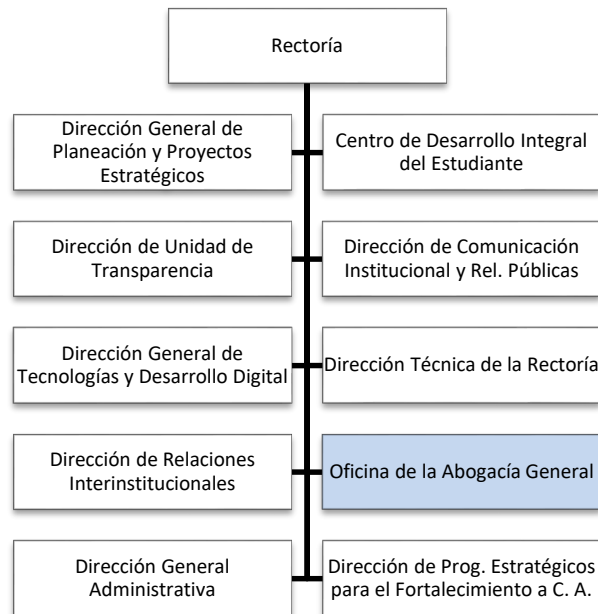 Rectoría
Dirección General de
Planeación y Proyectos
Estratégicos
Centro de Desarrollo Integral
del Estudiante
Dirección de Unidad de
Transparencia
Dirección de Comunicación
Institucional y Rel. Públicas
Dirección General de
Tecnologías y Desarrollo Digital
Dirección Técnica de la Rectoría
Dirección de Relaciones
Interinstitucionales
Oficina de la Abogacía General
Dirección General
Administrativa
Dirección de Prog. Estratégicos
para el Fortalecimiento a C. A.